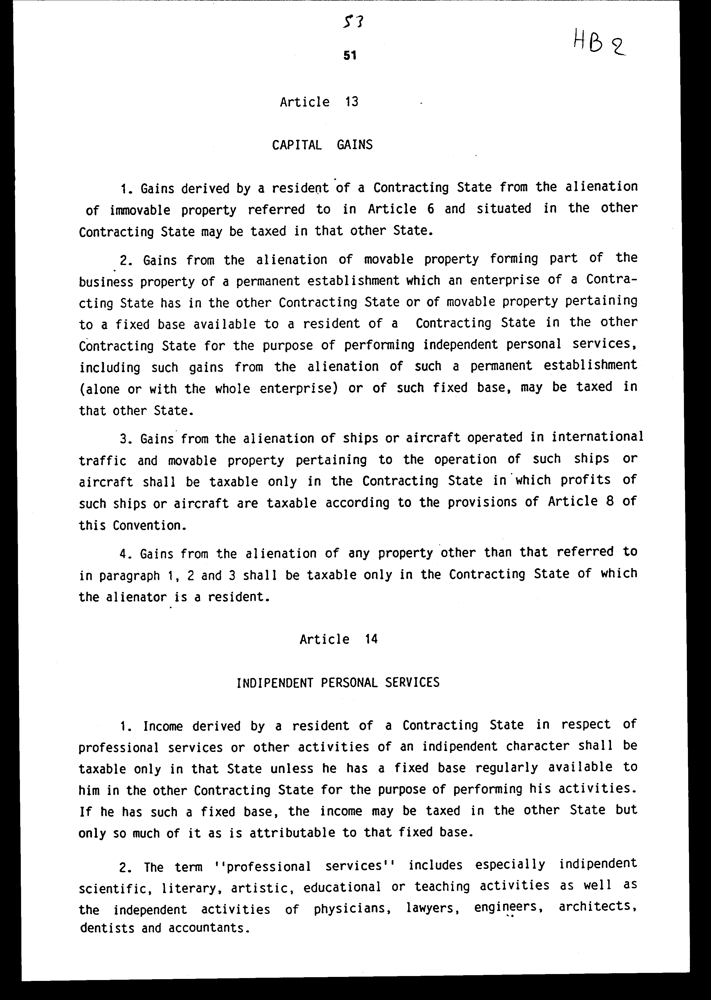 53
HB 2
51
Article 13
CAPITAL GAINS
1. Gains derived by a resident of a Contracting State from the alienation
of immovable property referred to in Article 6 and situated in the other
Contracting State may be taxed in that other State.
2. Gains from the alienation of movable property forming part of the
business property of a permanent establishment which an enterprise of a Contra-
cting State has in the other Contracting State or of movable property pertaining
to a fixed base available to a resident of a Contracting State in the other
Contracting State for the purpose of performing independent personal services,
including such gains from the alienation of such a permanent establishment
(alone or with the whole enterprise) or of such fixed base, may be taxed in
that other State.
3. Gains from the alienation of ships or aircraft operated in international
traffic and movable property pertaining to the operation of such ships or
aircraft shall be taxable only in the Contracting State in which profits of
such ships or aircraft are taxable according to the provisions of Article 8 of
this Convention.
4. Gains from the alienation of any property other than that referred to
in paragraph 1, 2 and 3 shall be taxable only in the Contracting State of which
the alienator is a resident.
Article 14
INDIPENDENT PERSONAL SERVICES
1. Income derived by a resident of a Contracting State in respect of
professional services or other activities of an indipendent character shall be
taxable only in that State unless he has a fixed base regularly available to
him in the other Contracting State for the purpose of performing his activities.
If he has such a fixed base, the income may be taxed in the other State but
only so much of it as is attributable to that fixed base.
2. The term ''professional services'' includes especially indipendent
scientific, literary, artistic, educational or teaching activities as well as
the independent activities of physicians, lawyers, engineers, architects,
dentists and accountants.